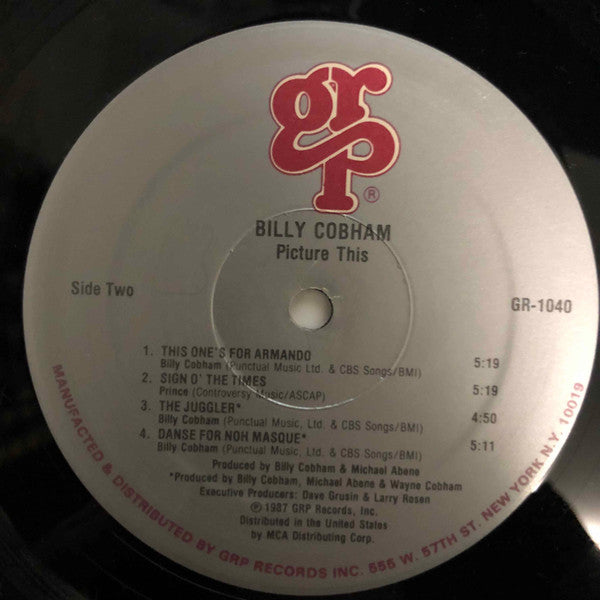 grp®
BILLY COBHAM
Picture This
Side Two
GR-1040
1. THIS ONE'S FOR ARMANDO 5:19
Billy Cobham (Punctual Music Ltd. & CBS Songs/BMI)
2. SIGN O' THE TIMES 5:19
Prince (Controversy Music/ASCAP)
3. THE JUGGLER* 4:50
Billy Cobham (Punctual Music, Ltd. & CBS Songs/BMI)
4. DANSE FOR NOH MASQUE* 5:11
Billy Cobham (Punctual Music, Ltd. & CBS Songs/BMI)
Produced by Billy Cobham & Michael Abene
*Produced by Billy Cobham, Michael Abene & Wayne Cobham
Executive Producers: Dave Grusin & Larry Rosen
℗©1987 GRP Records, Inc.
Distributed in the United States
by MCA Distributing Corp.
MANUFACTED & DISTRIBUTED BY GRP RECORDS INC. 555 W. 57TH ST. NEW YORK N.Y. 10019